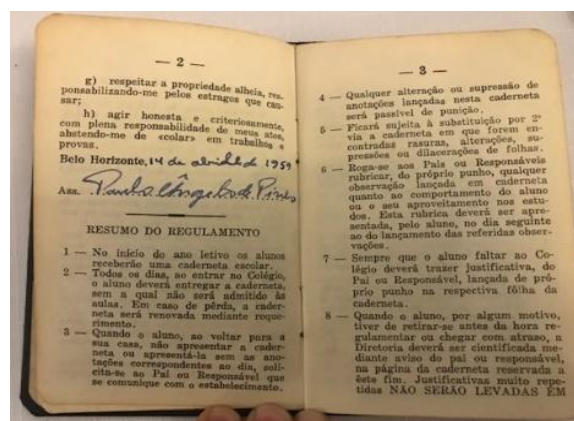 — 2 —
g) respeitar a propriedade alheia, res-
ponsabilizando-me pelos estragos que cau-
sar;
h) agir honesta e criteriosamente,
com plena responsabilidade de meus atos,
abstendo-me de «colar» em trabalhos e
provas.
Belo Horizonte, 14 de abril de 1959
Ass.
RESUMO DO REGULAMENTO
1 — No início do ano letivo os alunos
receberão uma caderneta escolar.
2 — Todos os dias, ao entrar no Colégio,
o aluno deverá entregar a caderneta,
sem a qual não será admitido às
aulas. Em caso de pêrda, a cader-
neta será renovada mediante reque-
rimento.
3 — Quando o aluno, ao voltar para a
sua casa, não apresentar a cader-
neta ou apresentá-la sem as ano-
tações correspondentes ao dia, solici-
cita-se ao Pai ou Responsável que
se comunique com o estabelecimento.
— 3 —
4 — Qualquer alteração ou supressão de
anotações lançadas nesta caderneta
será passível de punição.
5 — Ficará sujeita à substituição por 2ª
via a caderneta em que forem en-
contradas rasuras, alterações, su-
pressões ou dilacerações de folhas.
6 — Roga-se aos Pais ou Responsáveis
rubricar, do próprio punho, qualquer
observação lançada em caderneta
quanto ao comportamento do aluno
ou o seu aproveitamento nos estu-
dos. Esta rubrica deverá ser apre-
sentada, pelo aluno, no dia seguinte
ao do lançamento das referidas obser-
vações.
7 — Sempre que o aluno faltar ao Co-
légio deverá trazer justificativa, do
Pai ou Responsável, lançada de pró-
prio punho na respectiva fôlha da
caderneta.
8 — Quando o aluno, por algum motivo,
tiver de retirar-se antes da hora re-
gulamentar ou chegar com atraso, a
Diretoria deverá ser cientificada me-
diante aviso do pai ou responsável,
na página da caderneta reservada a
êste fim. Justificativas muito repe-
tidas NÃO SERÃO LEVADAS EM